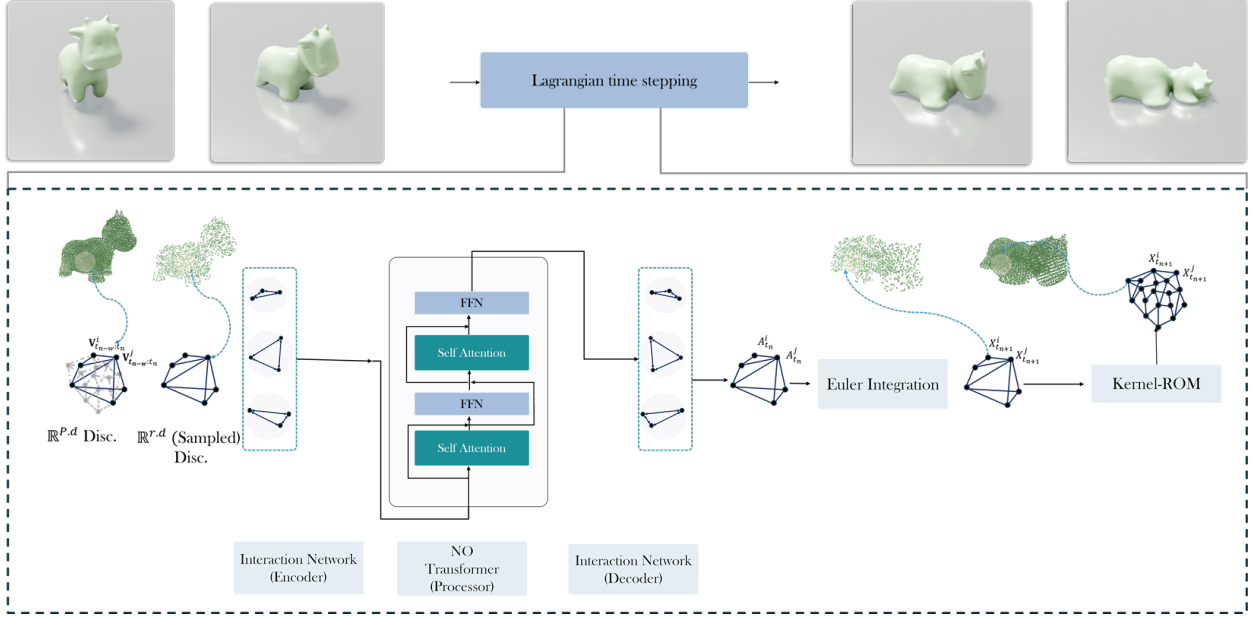 Lagrangian time stepping
FFN
Self Attention
FFN
Self Attention
V^i_{t_{n-w}:t_n}
V^j_{t_{n-w}:t_n}
ℝ^{P.d} Disc.
ℝ^{r.d} (Sampled)
Disc.
A^i_{t_n}
A^j_{t_n}
Euler Integration
X^i_{t_{n+1}}
X^j_{t_{n+1}}
Kernel-ROM
X^i_{t_{n+1}}
X^j_{t_{n+1}}
Interaction Network
(Encoder)
NO
Transformer
(Processor)
Interaction Network
(Decoder)